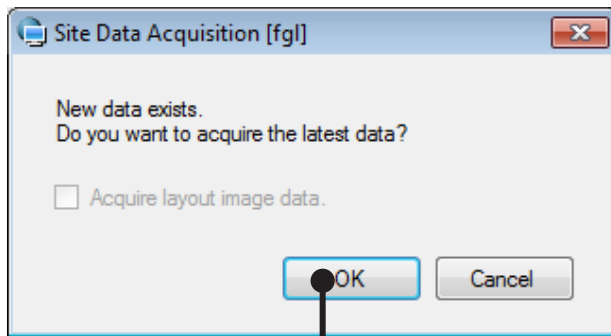 Site Data Acquisition [fgl]
New data exists.
Do you want to acquire the latest data?
Acquire layout image data.
OK
Cancel